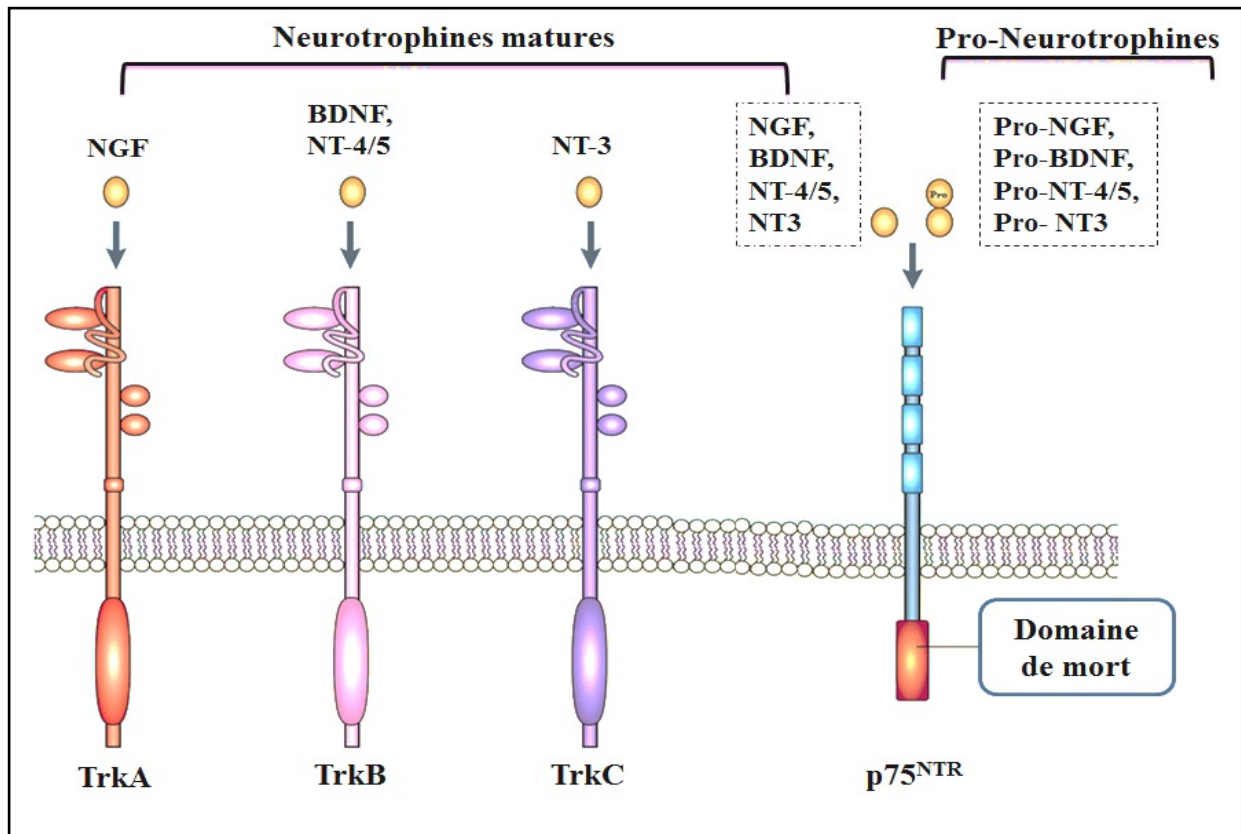 Neurotrophines matures
Pro-Neurotrophines
NGF
BDNF,
NT-4/5
NT-3
NGF,
BDNF,
NT-4/5,
NT3
Pro-NGF,
Pro-BDNF,
Pro-NT-4/5,
Pro- NT3
Pro
Domaine
de mort
TrkA
TrkB
TrkC
p75NTR